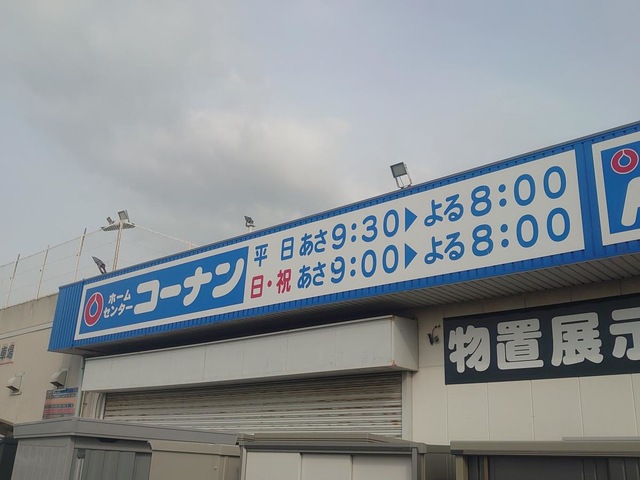 ホーム
センター
コーナン
平日 あさ9:30▶よる8:00
日・祝 あさ9:00▶よる8:00
物置展示